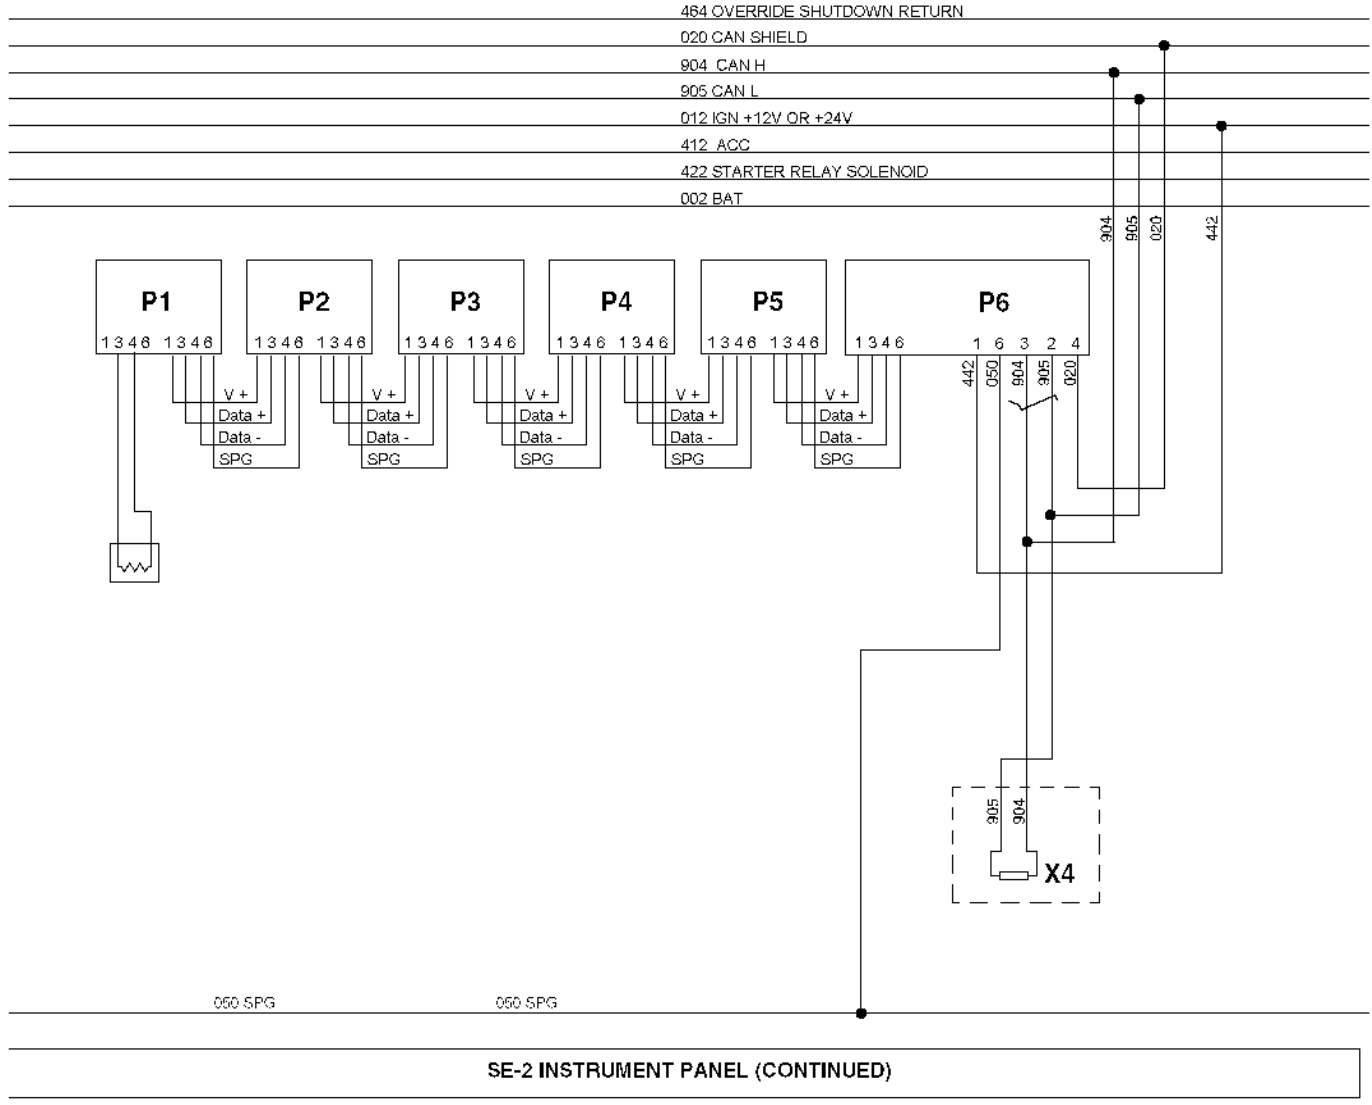 464 OVERRIDE SHUTDOWN RETURN
020 CAN SHIELD
904 CAN H
905 CAN L
012 IGN +12V OR +24V
412 ACC
422 STARTER RELAY SOLENOID
002 BAT
904 905 020 442
P1 P2 P3 P4 P5 P6
1346 1346 1346 1346 1346 1346 1346 1346 1346 1346 1346 1 6 3 2 4
442 050 904 905 020
V + V + V + V + V +
Data + Data + Data + Data + Data +
Data - Data - Data - Data - Data -
SPG SPG SPG SPG SPG
905 904
X4
050 SPG 050 SPG
SE-2 INSTRUMENT PANEL (CONTINUED)